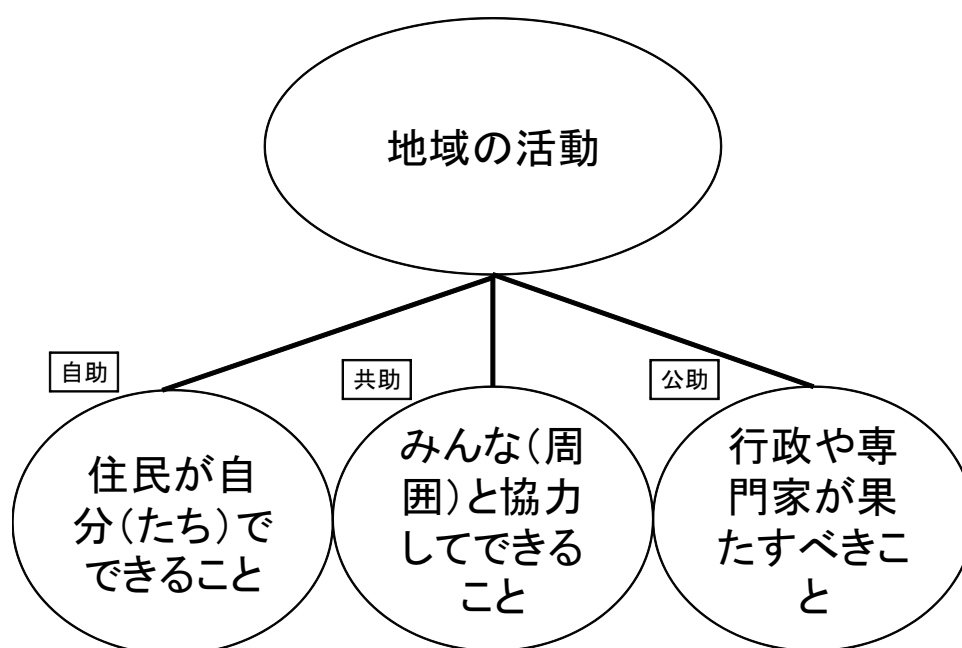 地域の活動
自助
共助
公助
住民が自
分(たち)で
できること
みんな(周
囲)と協力
してできる
こと
行政や専
門家が果
たすべきこ
と